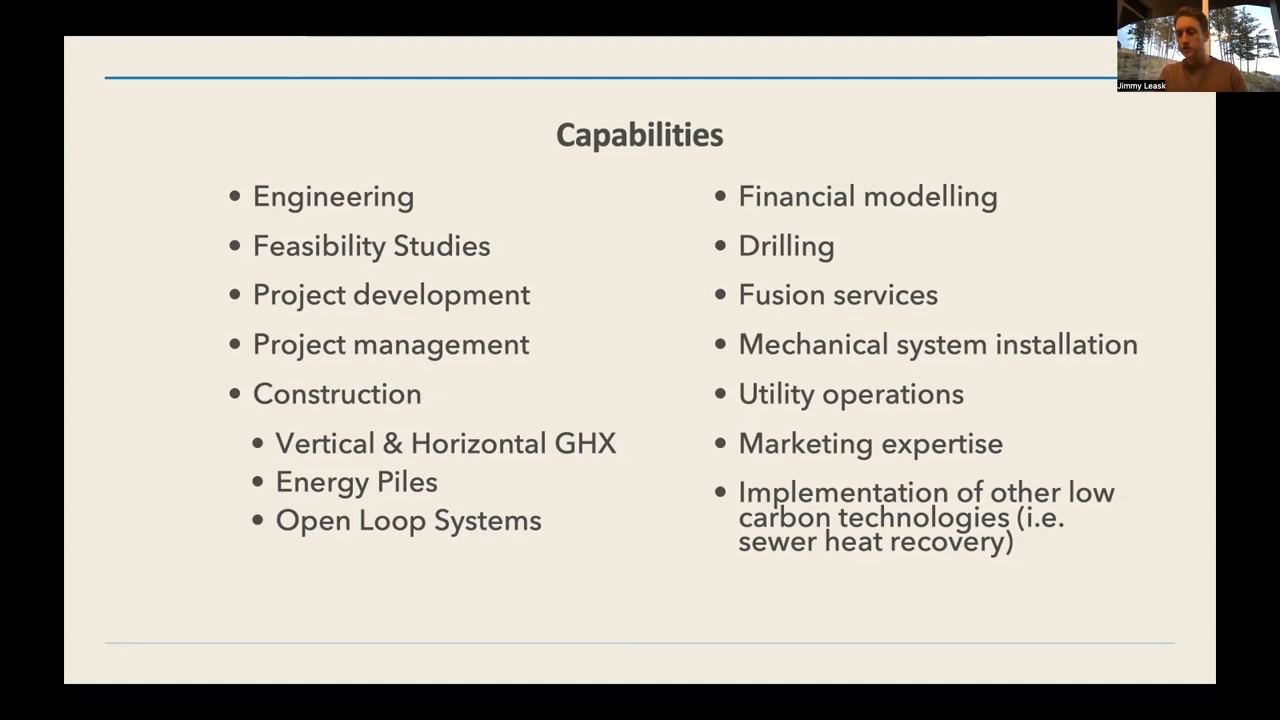 Jimmy Leask
Capabilities
• Engineering
• Feasibility Studies
• Project development
• Project management
• Construction
• Vertical & Horizontal GHX
• Energy Piles
• Open Loop Systems
• Financial modelling
• Drilling
• Fusion services
• Mechanical system installation
• Utility operations
• Marketing expertise
• Implementation of other low
carbon technologies (i.e.
sewer heat recovery)